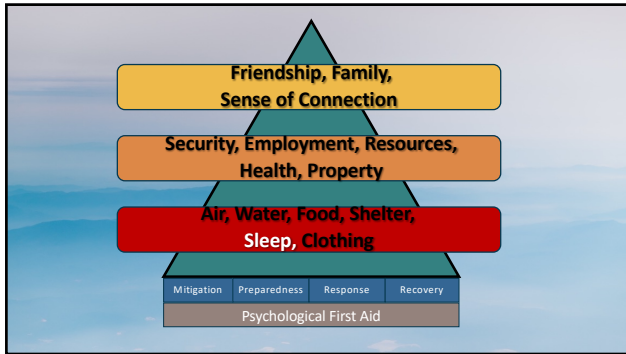 Friendship, Family,
Sense of Connection
Security, Employment, Resources,
Health, Property
Air, Water, Food, Shelter,
Sleep, Clothing
Mitigation Preparedness Response Recovery
Psychological First Aid